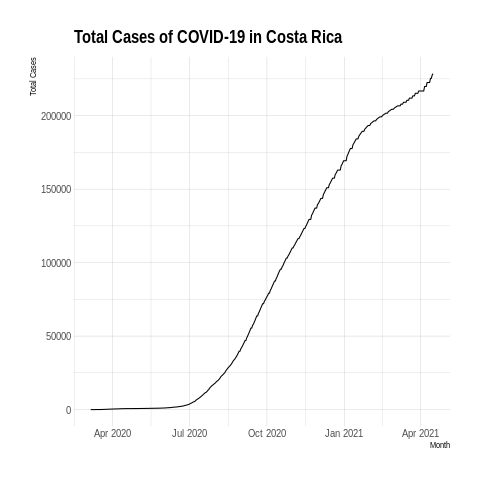 Total Cases of COVID-19 in Costa Rica
Total Cases
200000
150000
100000
50000
0
Apr 2020 Jul 2020 Oct 2020 Jan 2021 Apr 2021
Month